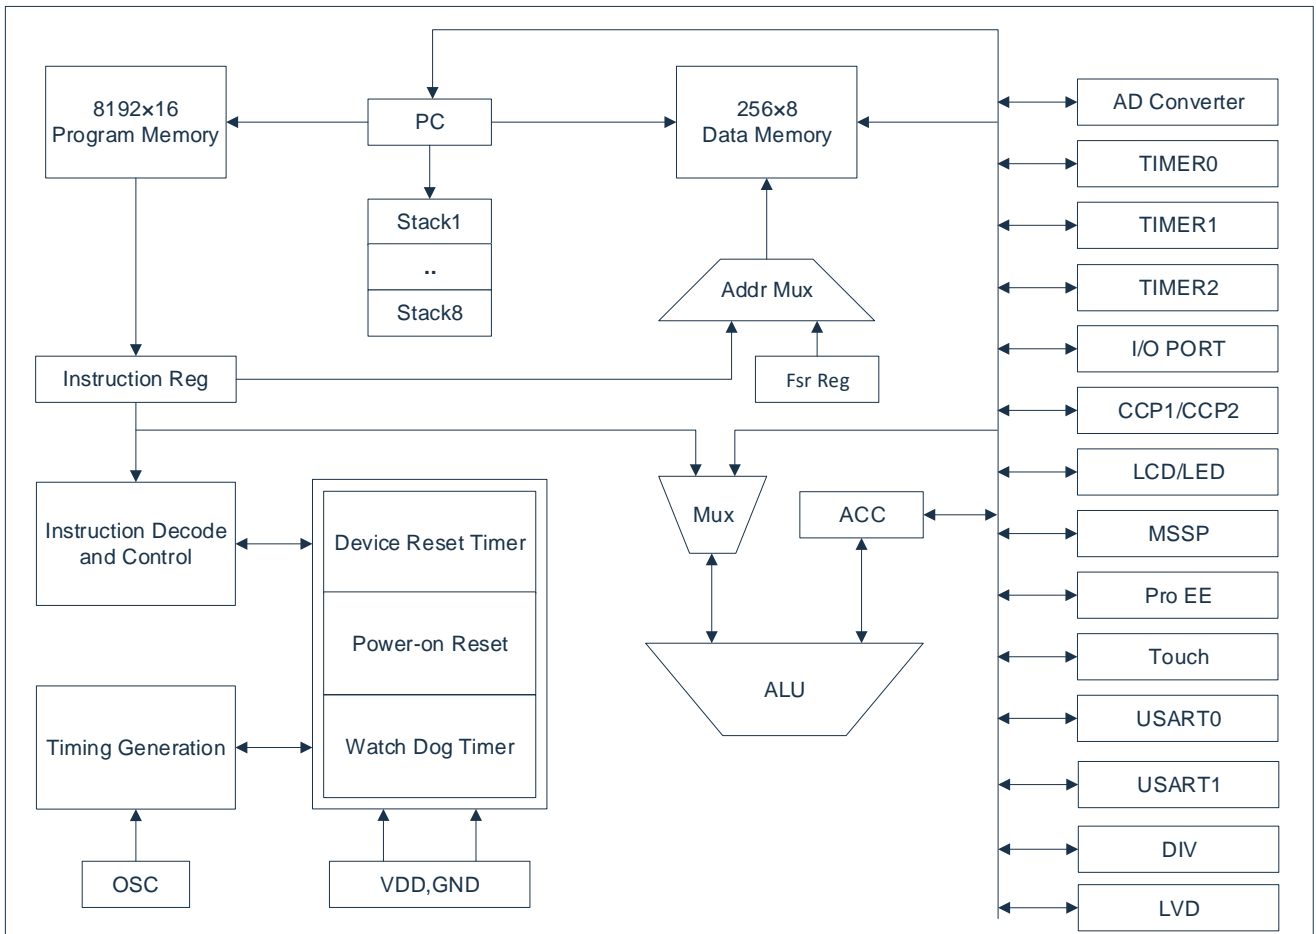 8192×16
Program Memory
PC
256×8
Data Memory
Stack1
..
Stack8
Addr Mux
Instruction Reg
Fsr Reg
Instruction Decode
and Control
Device Reset Timer
Power-on Reset
Watch Dog Timer
Mux
ACC
ALU
Timing Generation
OSC
VDD,GND
AD Converter
TIMER0
TIMER1
TIMER2
I/O PORT
CCP1/CCP2
LCD/LED
MSSP
Pro EE
Touch
USART0
USART1
DIV
LVD